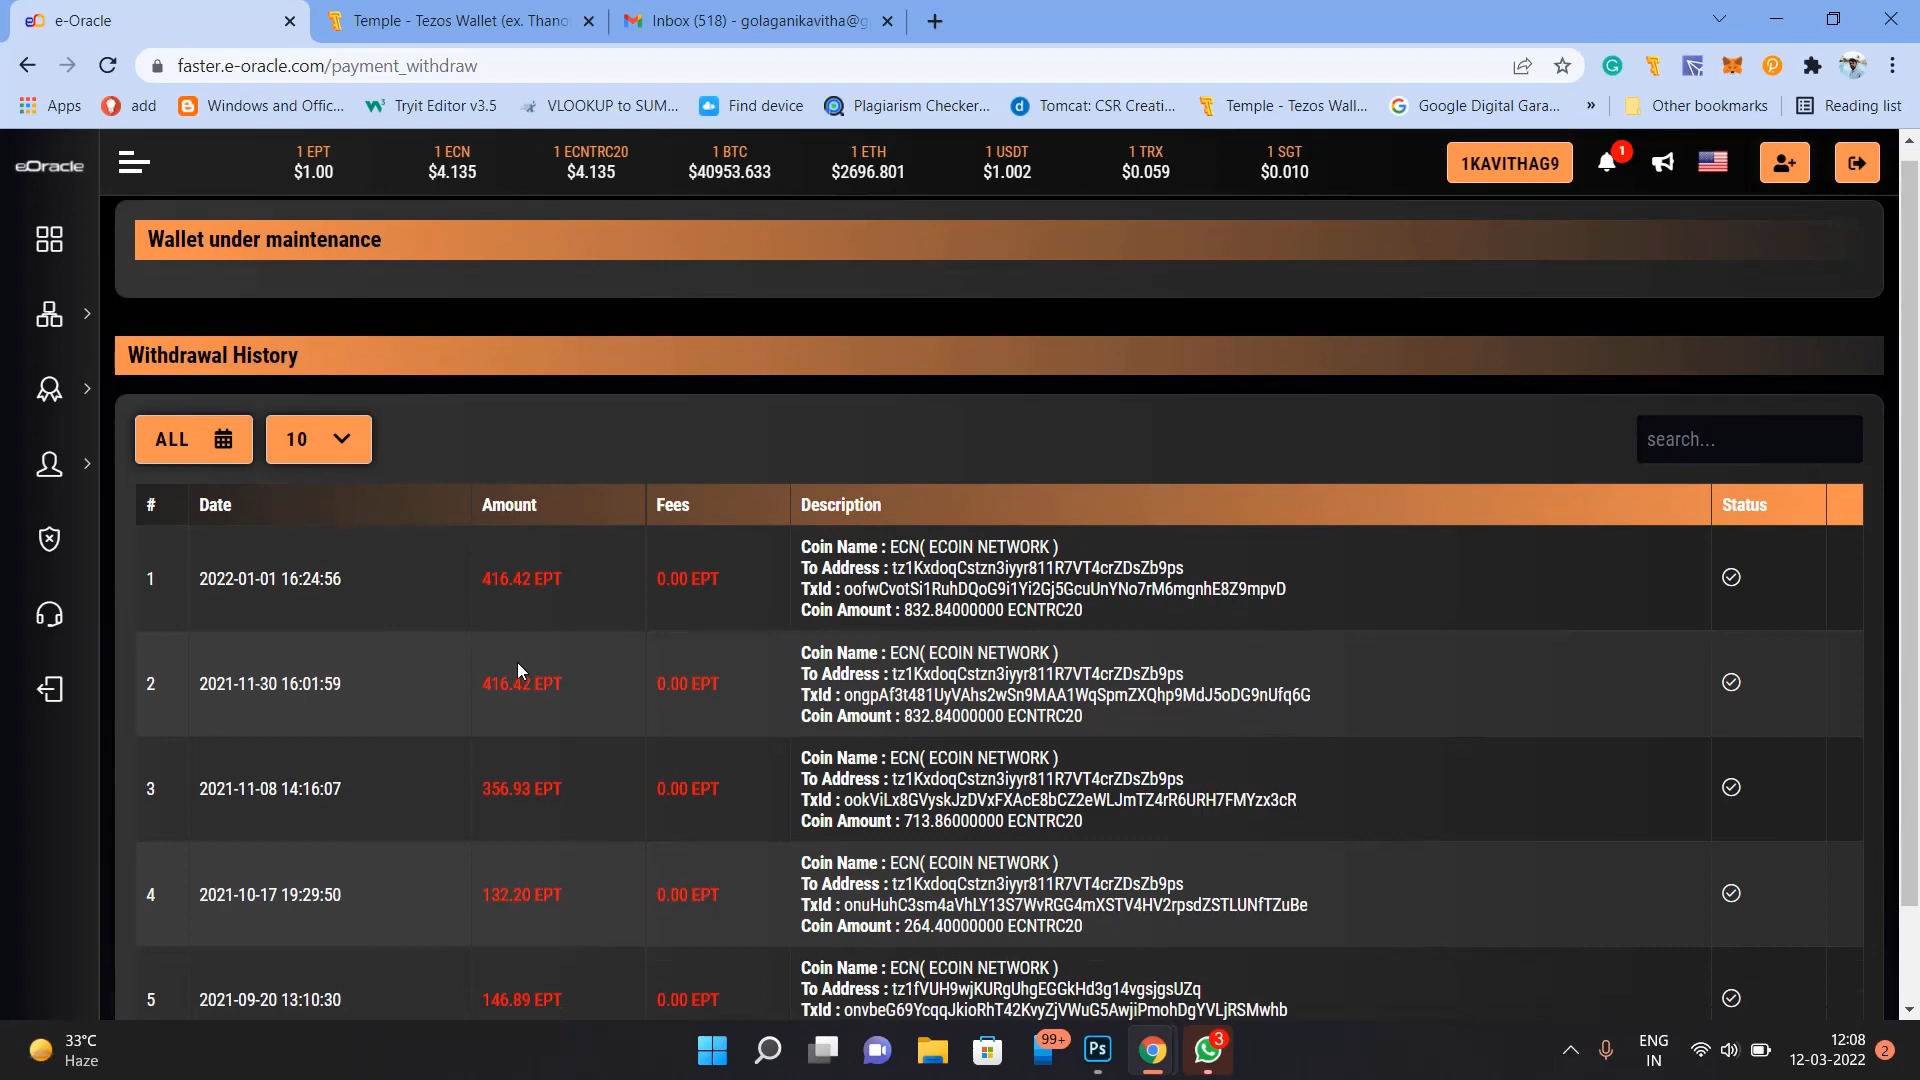 e-Oracle
Temple - Tezos Wallet (ex. Thano
Inbox (518) - golaganikavitha@g
faster.e-oracle.com/payment_withdraw
Apps
add
Windows and Offic...
Tryit Editor v3.5
VLOOKUP to SUM...
Find device
Plagiarism Checker...
Tomcat: CSR Creati...
Temple - Tezos Wall...
Google Digital Gara...
»
Other bookmarks
Reading list
eOracle
1 EPT
$1.00
1 ECN
$4.135
1 ECNTRC20
$4.135
1 BTC
$40953.633
1 ETH
$2696.801
1 USDT
$1.002
1 TRX
$0.059
1 SGT
$0.010
1KAVITHAG9
1
Wallet under maintenance
Withdrawal History
ALL
10
search...
# Date Amount Fees Description Status
1 2022-01-01 16:24:56 416.42 EPT 0.00 EPT
Coin Name : ECN( ECOIN NETWORK )
To Address : tz1KxdoqCstzn3iyyr811R7VT4crZDsZb9ps
TxId : oofwCvotSi1RuhDQoG9i1Yi2Gj5GcuUnYNo7rM6mgnhE8Z9mpvD
Coin Amount : 832.84000000 ECNTRC20
2 2021-11-30 16:01:59 416.42 EPT 0.00 EPT
Coin Name : ECN( ECOIN NETWORK )
To Address : tz1KxdoqCstzn3iyyr811R7VT4crZDsZb9ps
TxId : ongpAf3t481UyVAhs2wSn9MAA1WqSpmZXQhp9MdJ5oDG9nUfq6G
Coin Amount : 832.84000000 ECNTRC20
3 2021-11-08 14:16:07 356.93 EPT 0.00 EPT
Coin Name : ECN( ECOIN NETWORK )
To Address : tz1KxdoqCstzn3iyyr811R7VT4crZDsZb9ps
TxId : ookViLx8GVyskJzDVxFXAcE8bCZ2eWLJmTZ4rR6URH7FMYzx3cR
Coin Amount : 713.86000000 ECNTRC20
4 2021-10-17 19:29:50 132.20 EPT 0.00 EPT
Coin Name : ECN( ECOIN NETWORK )
To Address : tz1KxdoqCstzn3iyyr811R7VT4crZDsZb9ps
TxId : onuHuhC3sm4aVhLY13S7WvRGG4mXSTV4HV2rpsdZSTLUNfTZuBe
Coin Amount : 264.40000000 ECNTRC20
5 2021-09-20 13:10:30 146.89 EPT 0.00 EPT
Coin Name : ECN( ECOIN NETWORK )
To Address : tz1fVUH9wjKURgUhgEGGkHd3g14vgsjgsUZq
TxId : onvbeG69YcqqJkioRhT42KvyZjVWuG5AwjiPmohDgYVLjRSMwhb
33°C
Haze
99+
Ps
3
ENG
IN
12:08
12-03-2022
2